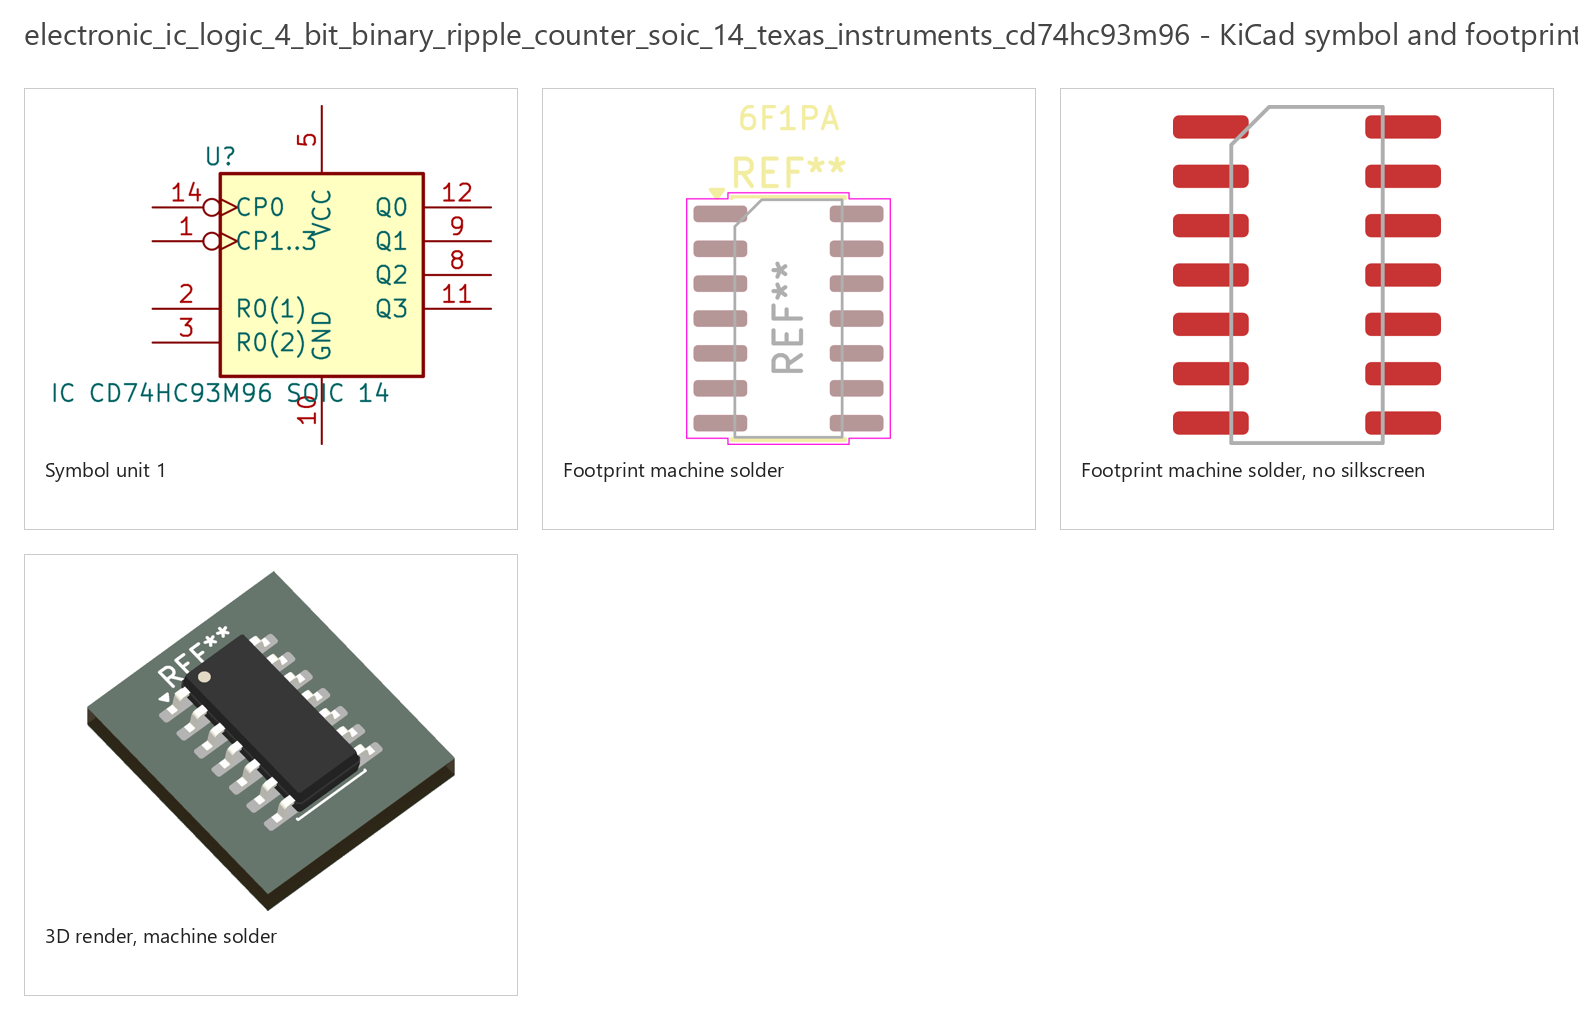 electronic_ic_logic_4_bit_binary_ripple_counter_soic_14_texas_instruments_cd74hc93m96 - KiCad symbol and footprint
5
U?
VCC
14
CP0
Q0
12
1
CP1..3
Q1
9
Q2
8
2
R0(1)
Q3
11
3
R0(2)
GND
IC CD74HC93M96 SOIC 14
10
Symbol unit 1
6F1PA
REF**
REF**
Footprint machine solder
Footprint machine solder, no silkscreen
REF**
3D render, machine solder